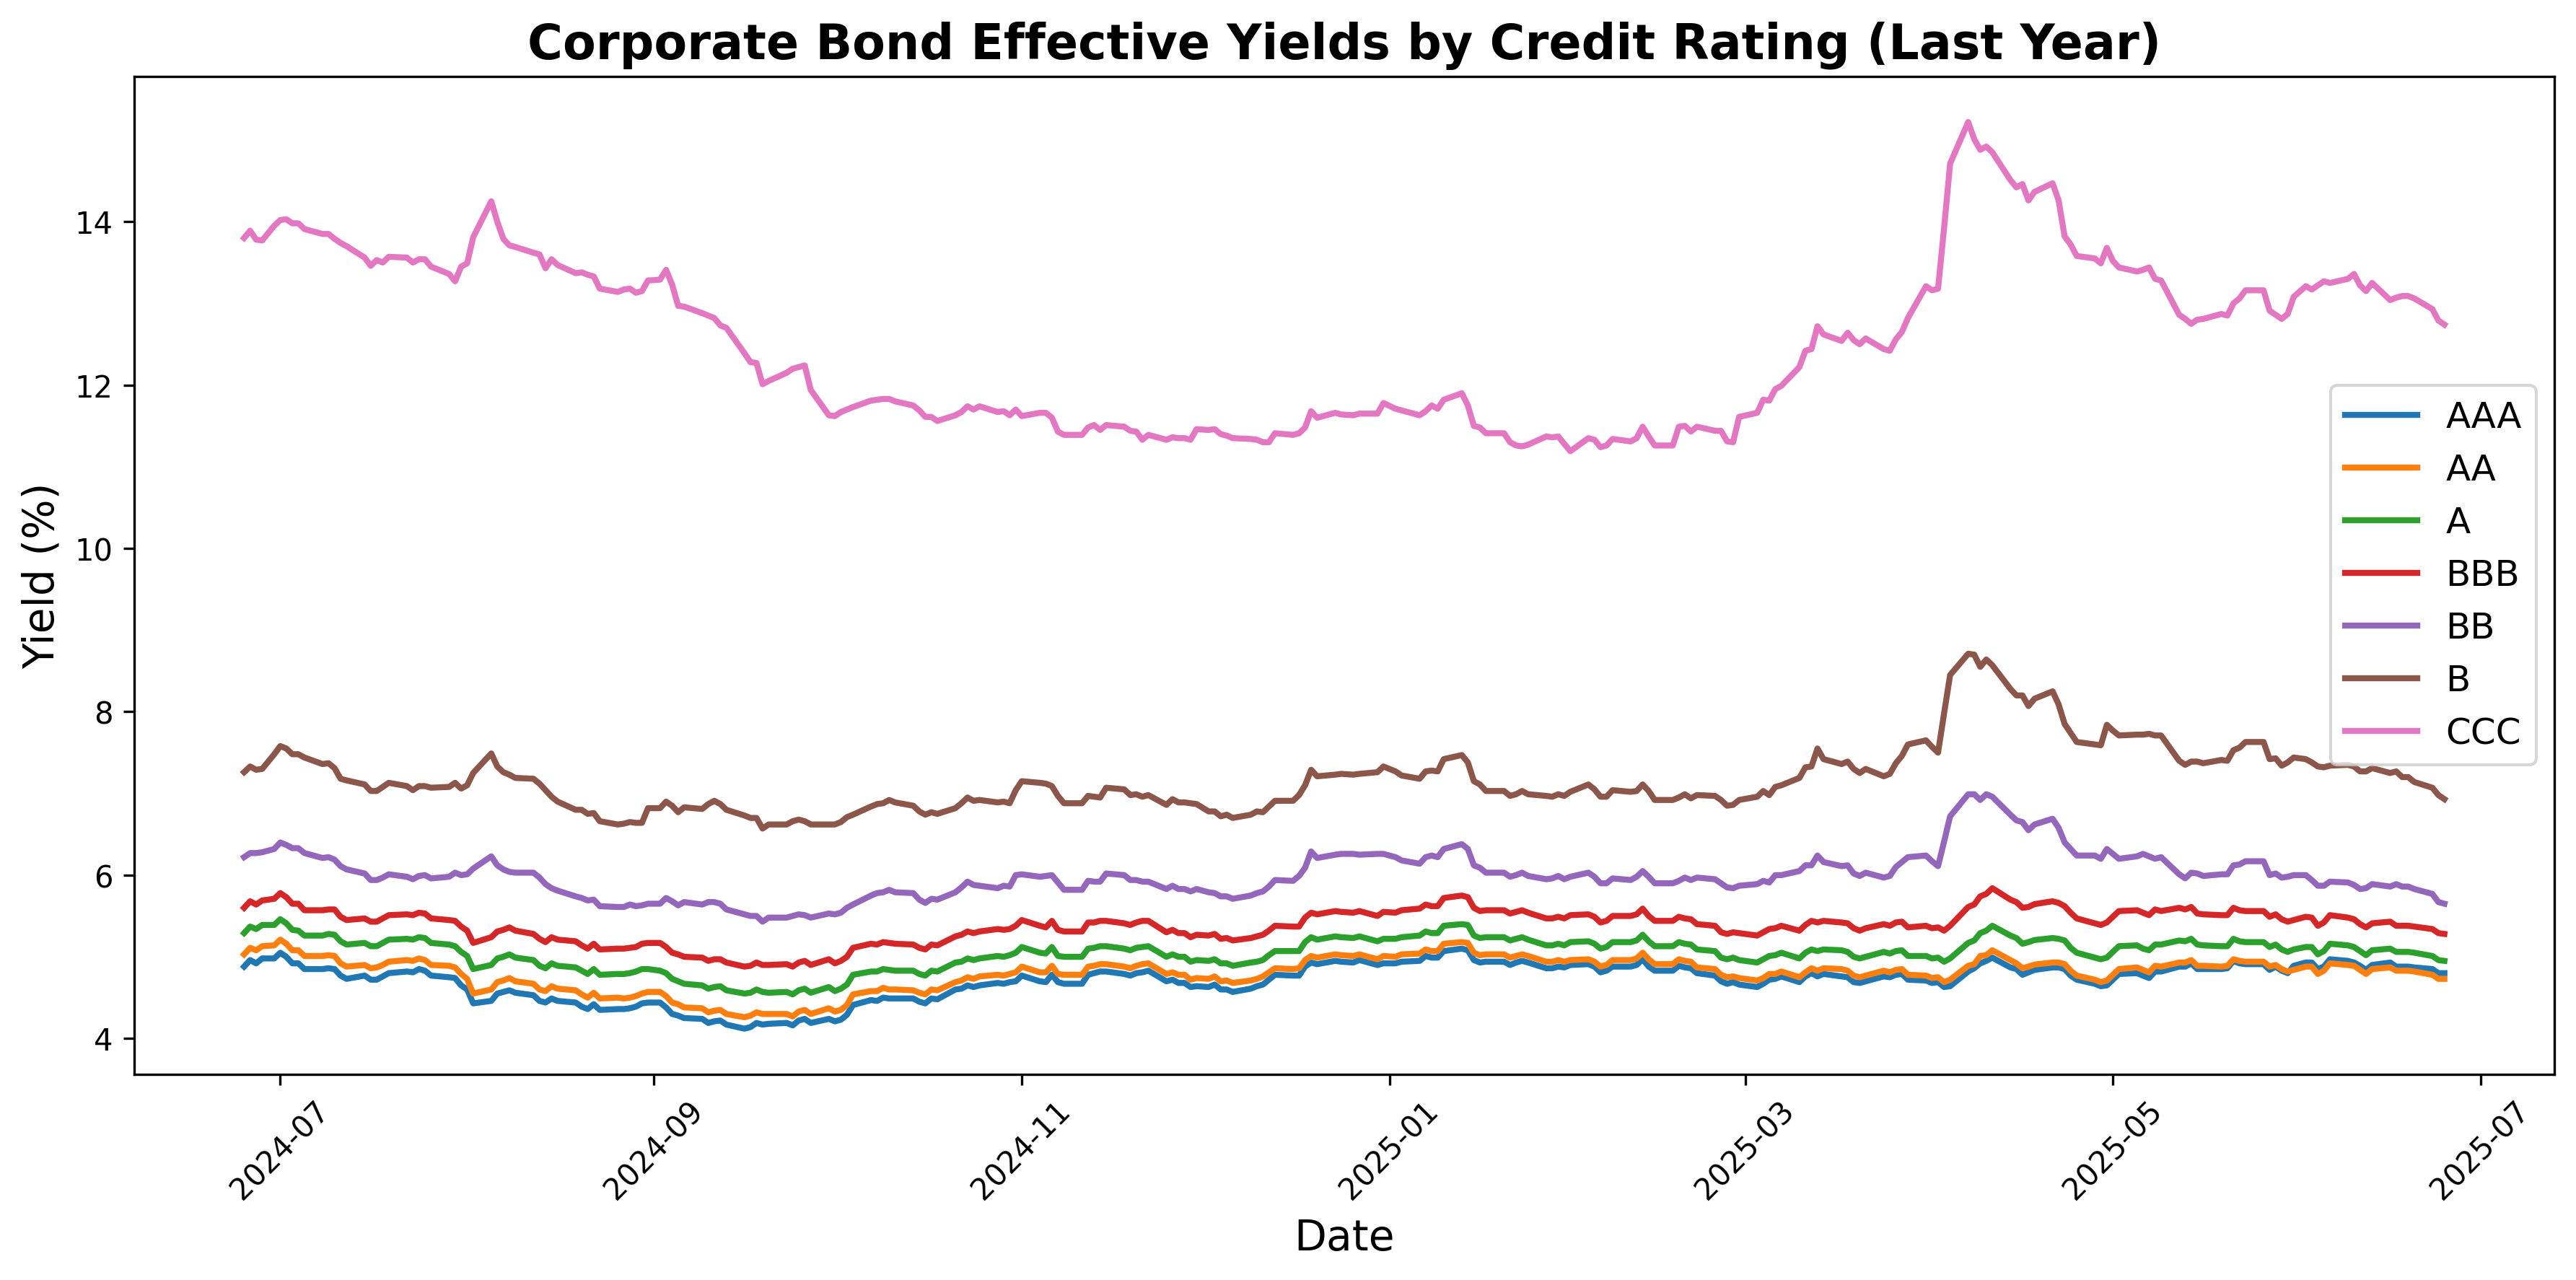 Corporate Bond Effective Yields by Credit Rating (Last Year)
Yield (%)
14
12
10
8
6
4
AAA
AA
A
BBB
BB
B
CCC
2024-07
2024-09
2024-11
2025-01
2025-03
2025-05
2025-07
Date